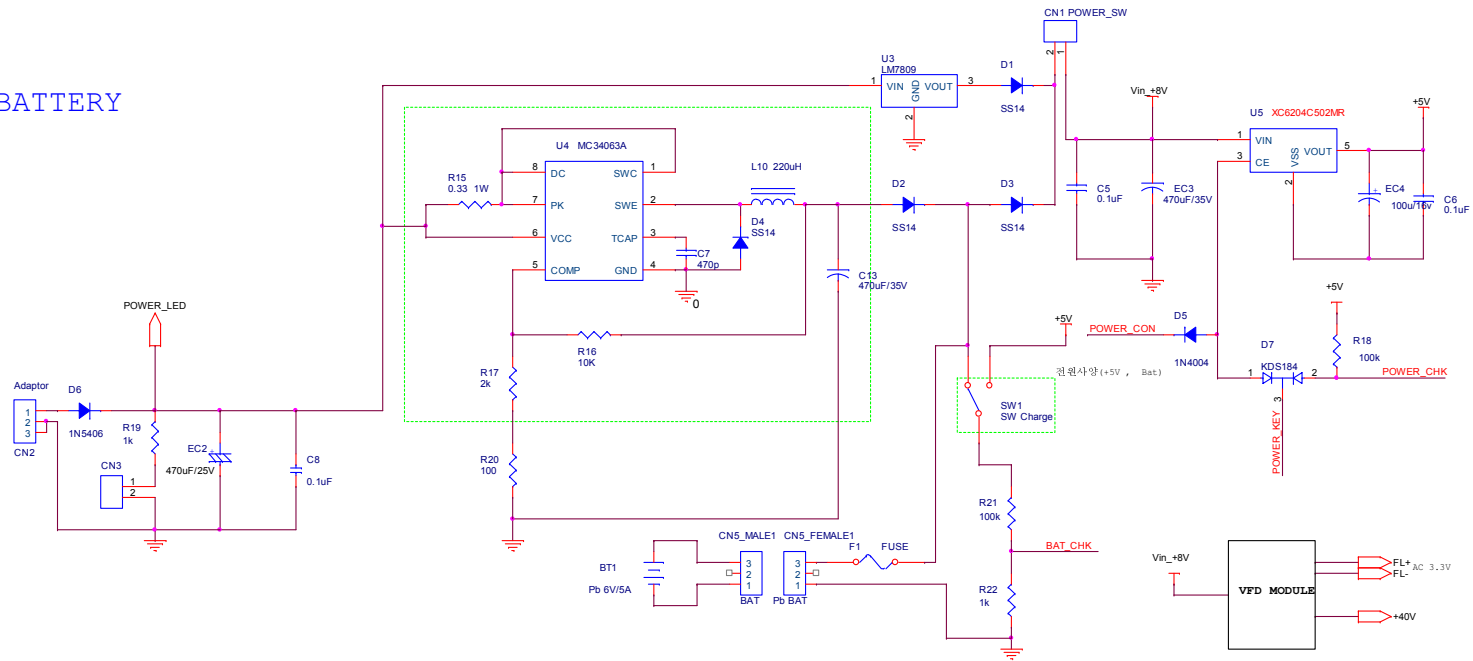 BATTERY
CN1 POWER_SW
2
1
U3
LM7809
1
VIN
GND
VOUT
3
2
D1
SS14
Vin_+8V
U5 XC6204C502MR
+5V
1
VIN
3
CE
VSS
VOUT
5
2
C5
0.1uF
EC3
470uF/35V
EC4
100u/16v
C6
0.1uF
U4 MC34063A
8
DC
SWC
1
7
PK
SWE
2
6
VCC
TCAP
3
5
COMP
GND
4
R15
0.33 1W
L10 220uH
D4
SS14
C7
470p
0
C13
470uF/35V
D2
SS14
D3
SS14
R16
10K
R17
2k
R20
100
POWER_LED
Adaptor
1
2
3
CN2
D6
1N5406
R19
1k
CN3
1
2
EC2
470uF/25V
C8
0.1uF
+5V
전원사양(+5V , Bat)
SW1
SW Charge
POWER_CON
D5
1N4004
D7
KDS184
1
2
3
POWER_KEY
+5V
R18
100k
POWER_CHK
R21
100k
BAT_CHK
R22
1k
CN5_MALE1
CN5_FEMALE1
F1
FUSE
BT1
Pb 6V/5A
3
2
1
BAT
3
2
1
Pb BAT
Vin_+8V
VFD MODULE
FL+
FL-
AC 3.3V
+40V